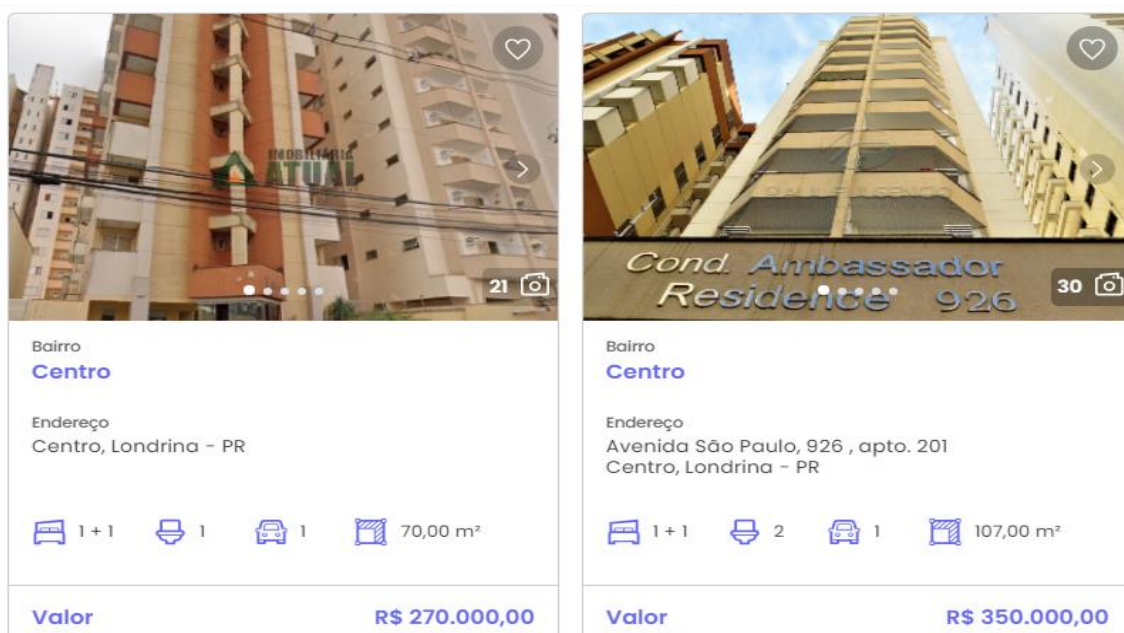 IMOBILIÁRIA
ATUAL
21
Bairro
Centro
Endereço
Centro, Londrina - PR
1 + 1
1
1
70,00 m²
Valor
R$ 270.000,00
Cond. Ambassador
Residence 926
30
Bairro
Centro
Endereço
Avenida São Paulo, 926 , apto. 201
Centro, Londrina - PR
1 + 1
2
1
107,00 m²
Valor
R$ 350.000,00